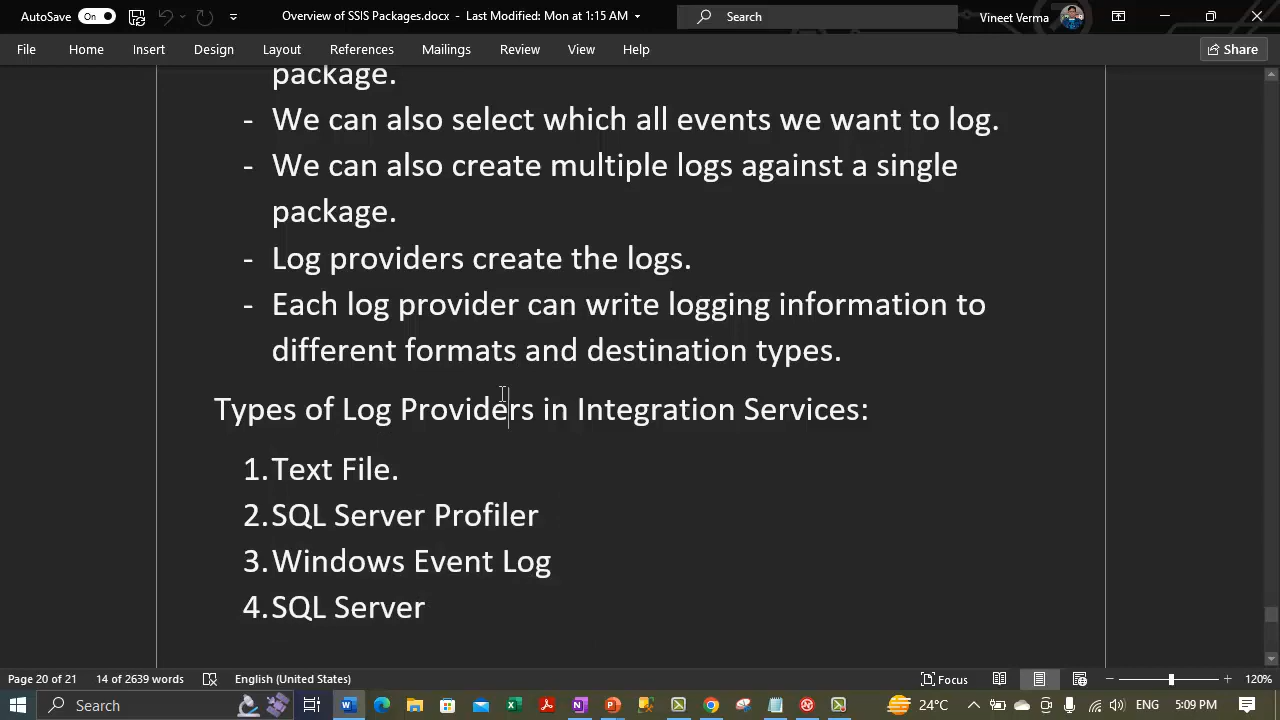 AutoSave On Overview of SSIS Packages.docx - Last Modified: Mon at 1:15 AM Search Vineet Verma
File Home Insert Design Layout References Mailings Review View Help Share
package.
- We can also select which all events we want to log.
- We can also create multiple logs against a single
package.
- Log providers create the logs.
- Each log provider can write logging information to
different formats and destination types.
Types of Log Providers in Integration Services:
1. Text File.
2. SQL Server Profiler
3. Windows Event Log
4. SQL Server
Page 20 of 21 14 of 2639 words English (United States) Focus 120%
Search 24°C ENG 5:09 PM